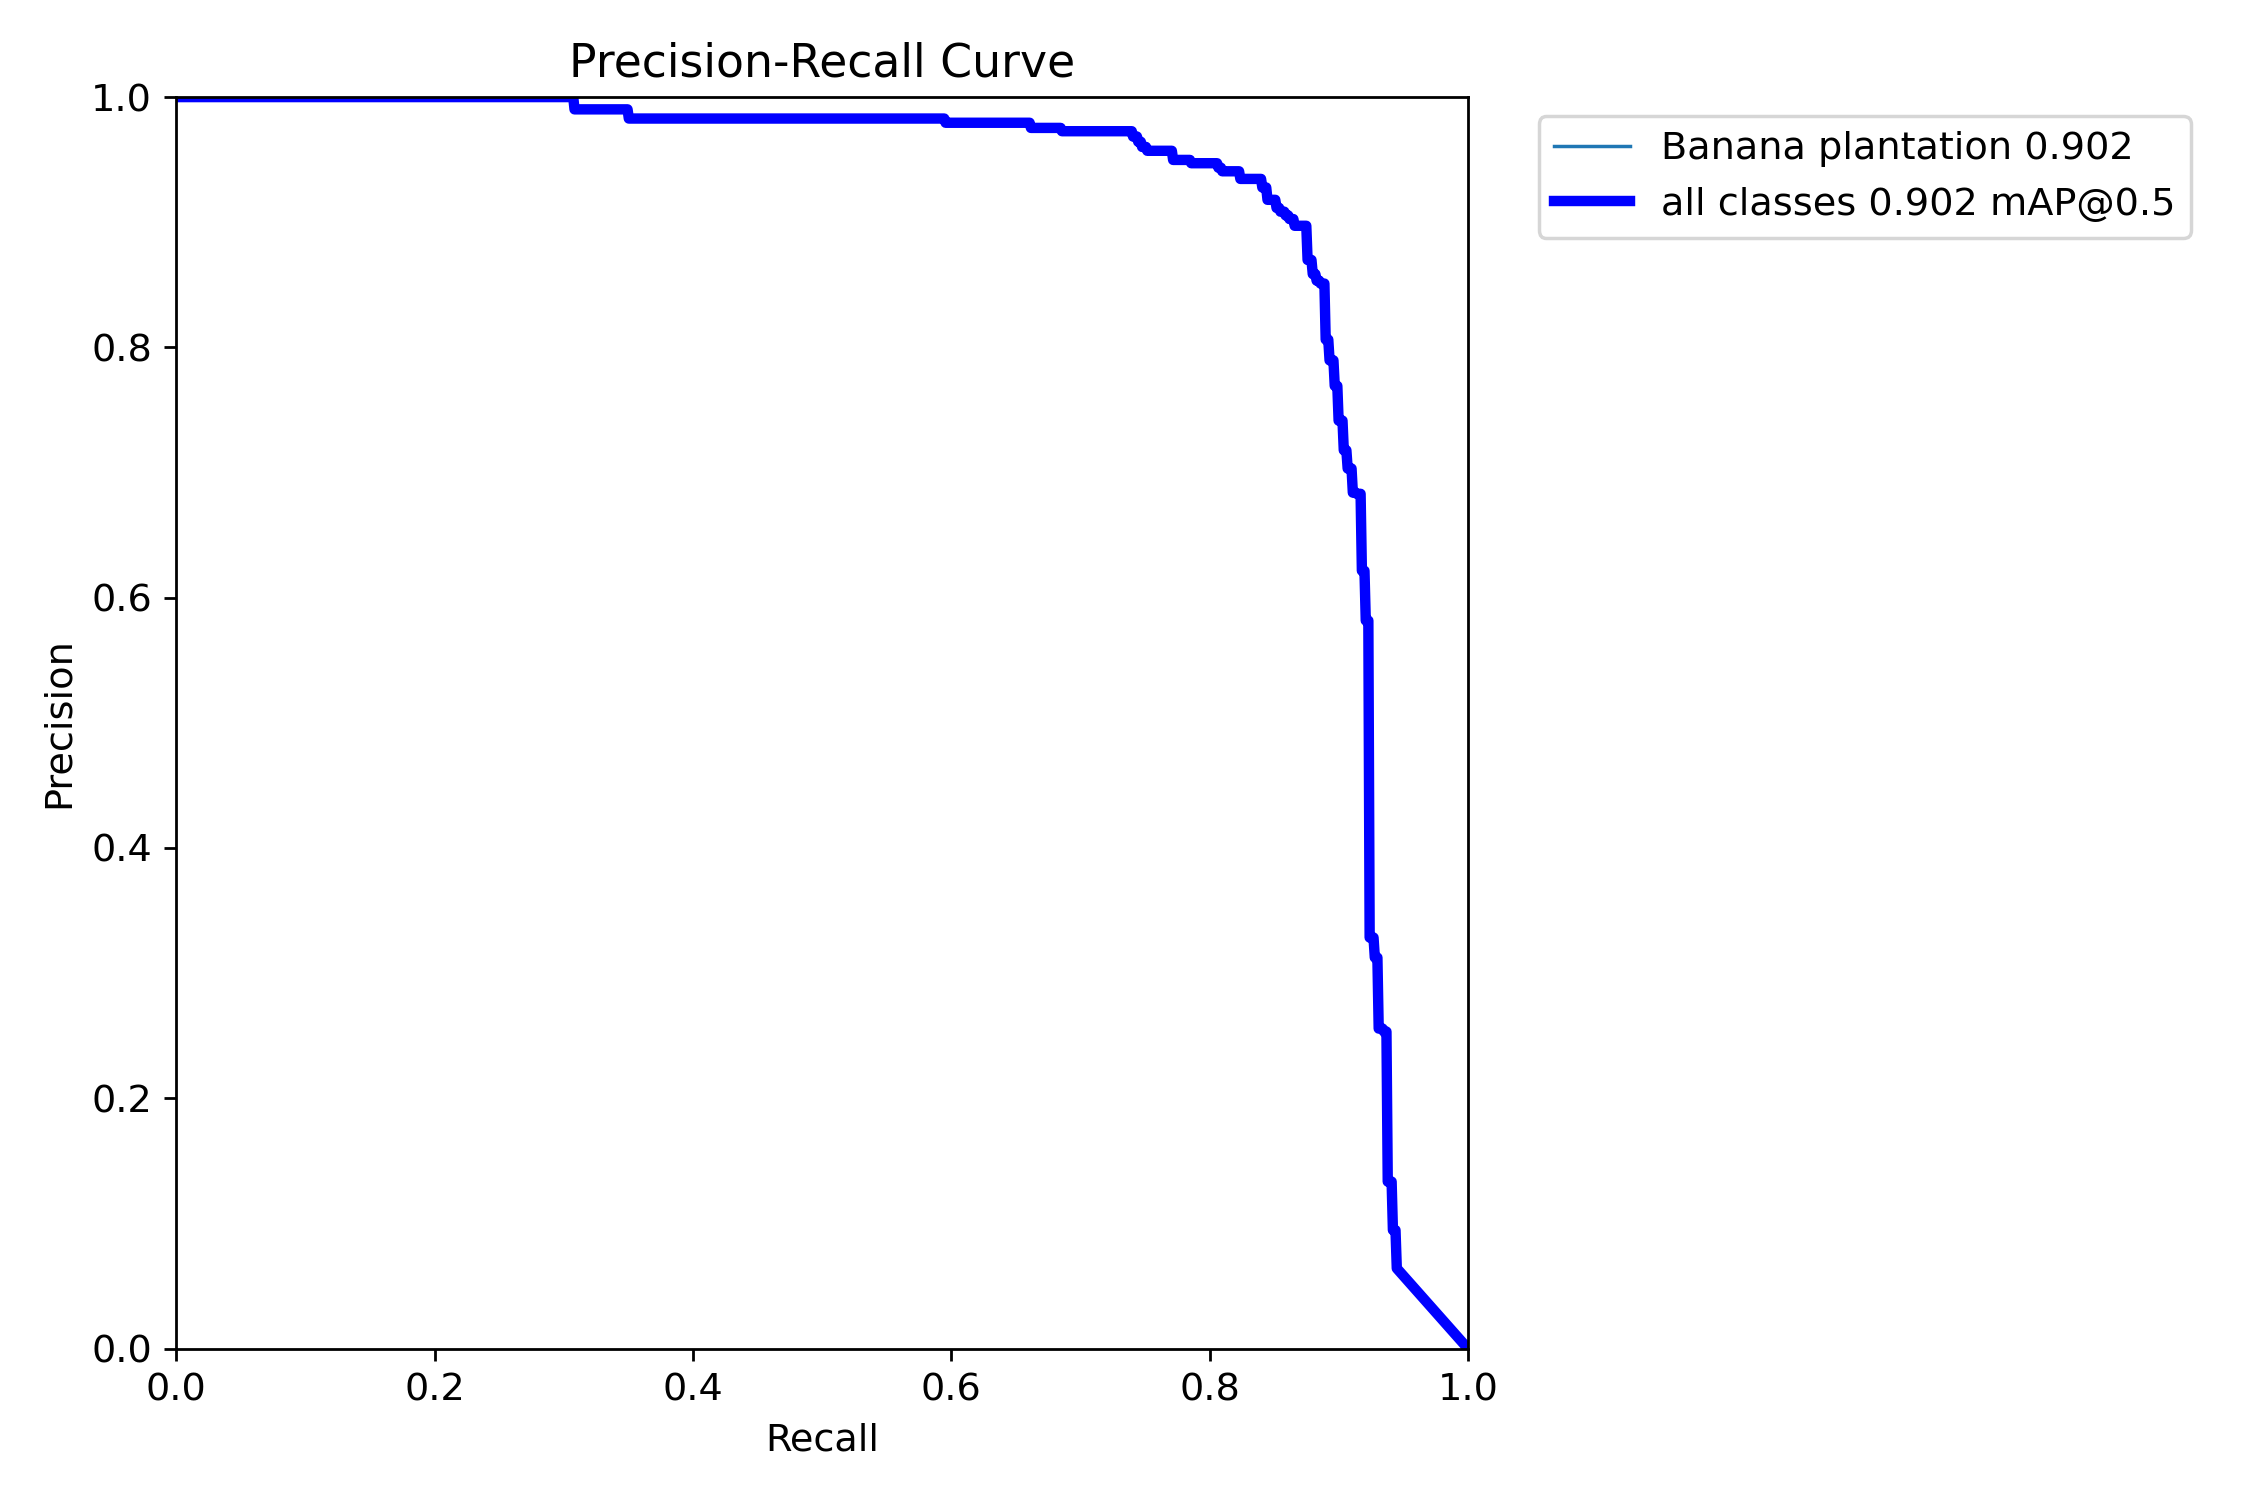 Precision-Recall Curve
1.0
0.8
0.6
0.4
0.2
0.0
Precision
0.0 0.2 0.4 0.6 0.8 1.0
Recall
Banana plantation 0.902
all classes 0.902 mAP@0.5